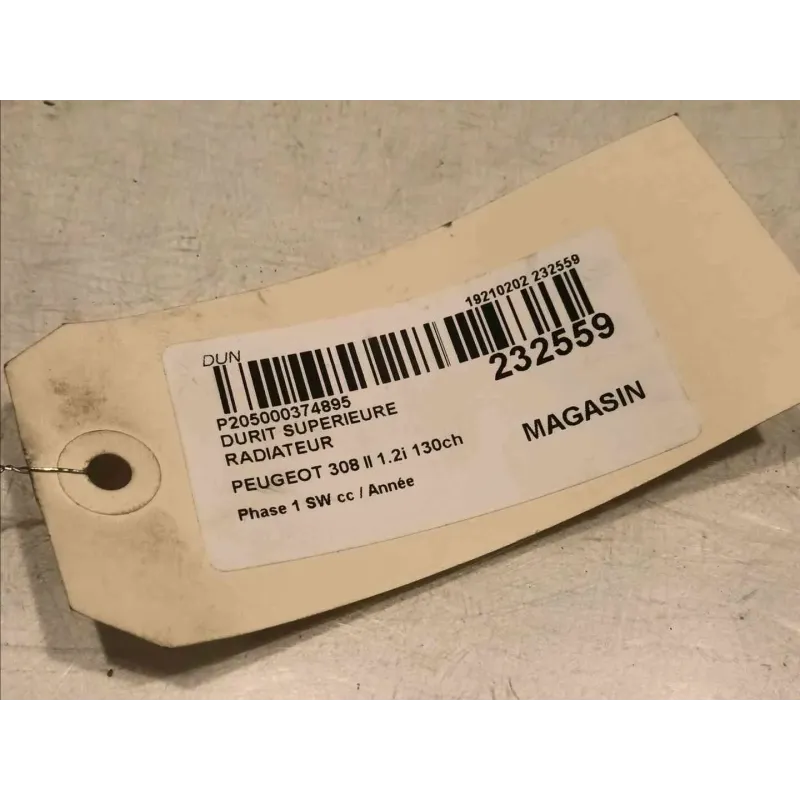 19210202 232559
DUN
232559
P205000374895
DURIT SUPERIEURE
RADIATEUR
MAGASIN
PEUGEOT 308 II 1.2i 130ch
Phase 1 SW cc / Année